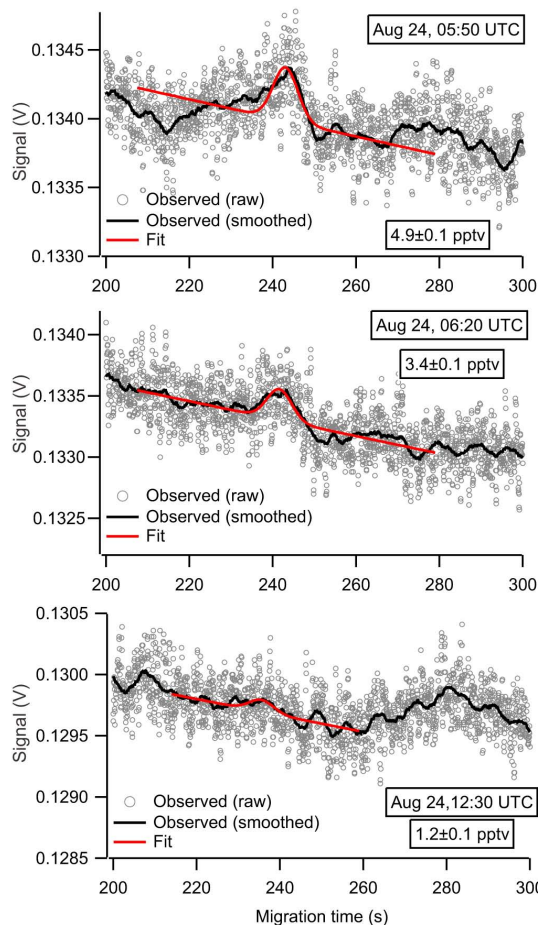 Aug 24, 05:50 UTC
0.1345
0.1340
0.1335
0.1330
Signal (V)
Observed (raw)
Observed (smoothed)
Fit
4.9±0.1 pptv
200 220 240 260 280 300
Aug 24, 06:20 UTC
3.4±0.1 pptv
0.1340
0.1335
0.1330
0.1325
Signal (V)
Observed (raw)
Observed (smoothed)
Fit
200 220 240 260 280 300
0.1305
0.1300
0.1295
0.1290
0.1285
Signal (V)
Observed (raw)
Observed (smoothed)
Fit
Aug 24,12:30 UTC
1.2±0.1 pptv
200 220 240 260 280 300
Migration time (s)